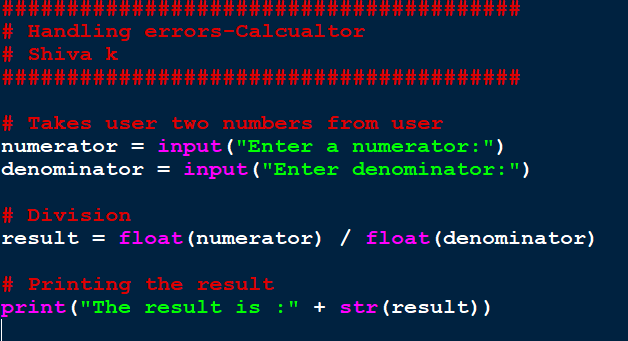 ########################################
# Handling errors-Calcualtor
# Shiva k
########################################
# Takes user two numbers from user
numerator = input("Enter a numerator:")
denominator = input("Enter denominator:")
# Division
result = float(numerator) / float(denominator)
# Printing the result
print("The result is :" + str(result))